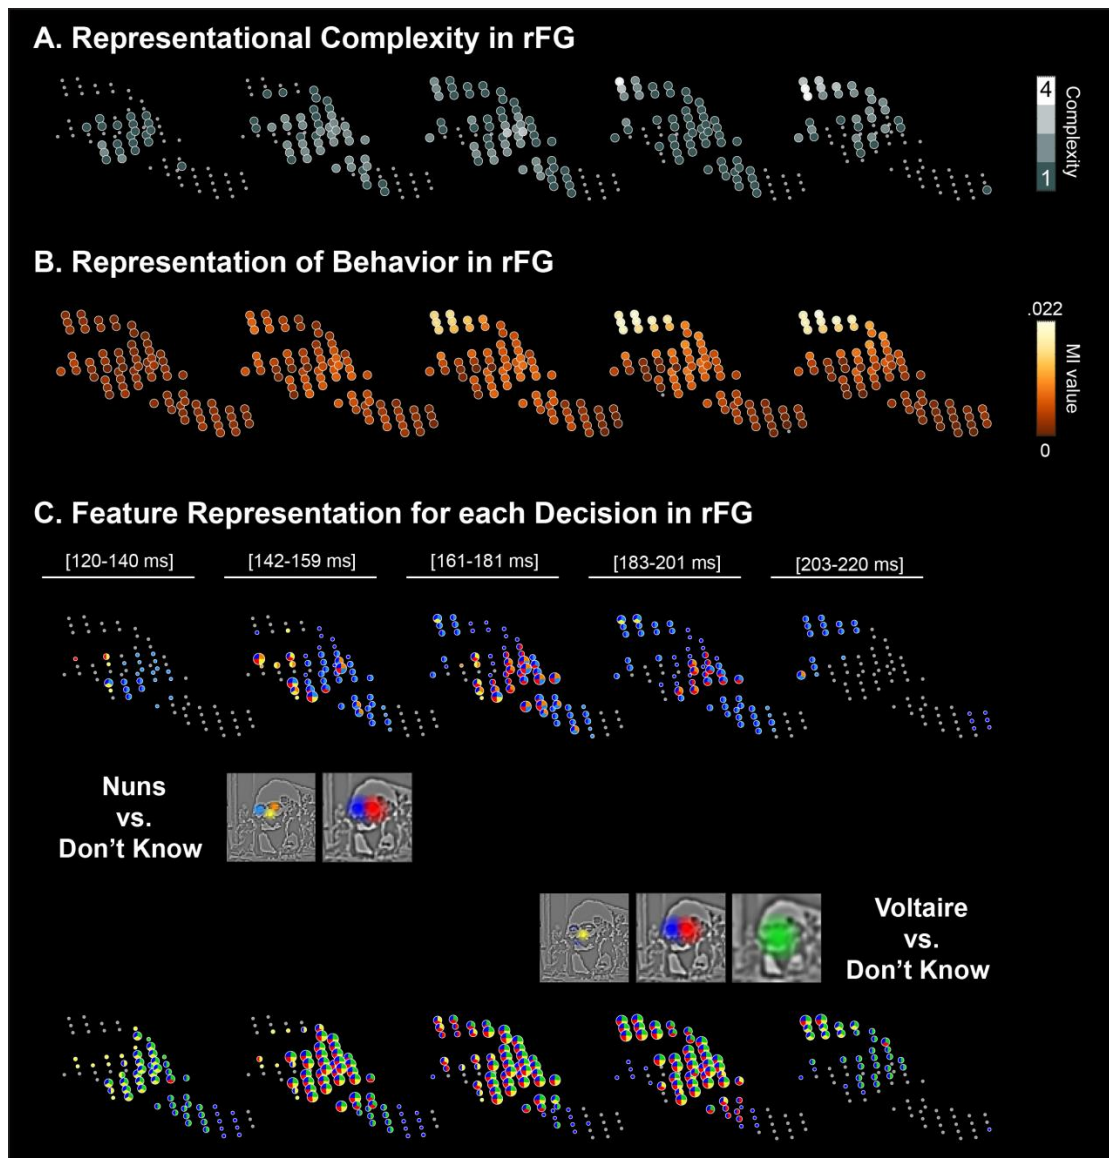 A. Representational Complexity in rFG
4
1
Complexity
B. Representation of Behavior in rFG
.022
MI value
0
C. Feature Representation for each Decision in rFG
[120-140 ms]
[142-159 ms]
[161-181 ms]
[183-201 ms]
[203-220 ms]
Nuns
vs.
Don't Know
Voltaire
vs.
Don't Know